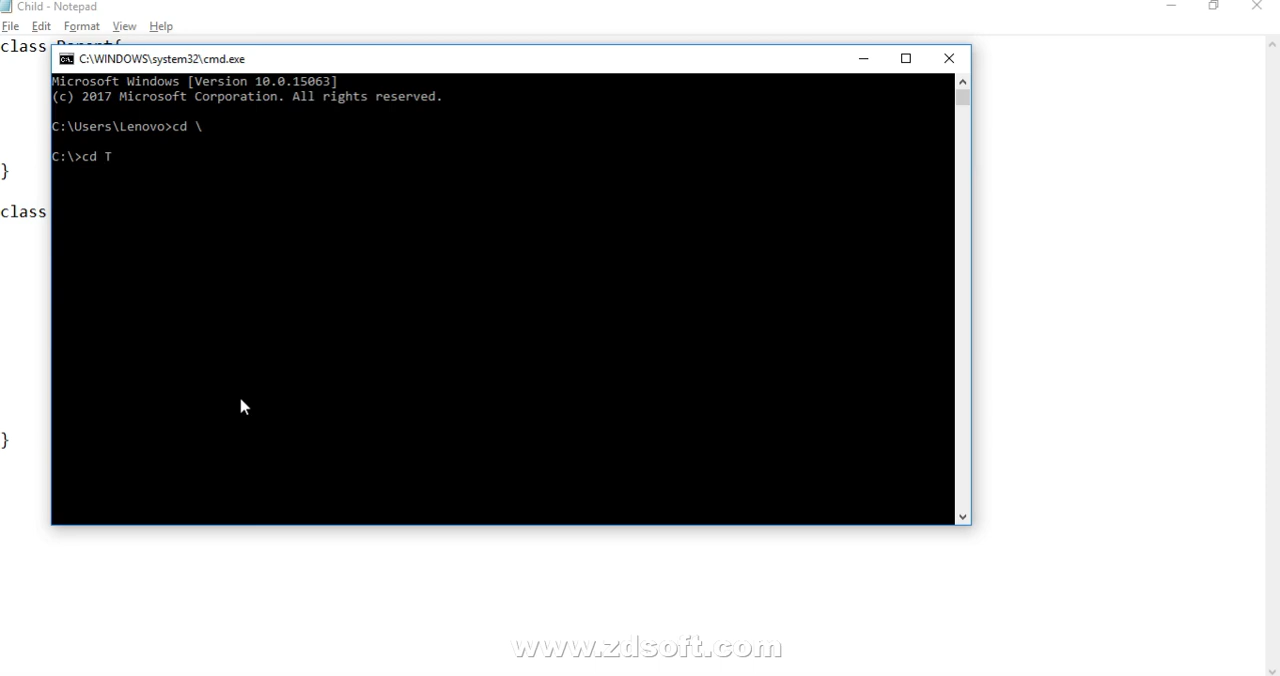 Child - Notepad
File Edit Format View Help
class Parent{
C:\WINDOWS\system32\cmd.exe
Microsoft Windows [Version 10.0.15063]
(c) 2017 Microsoft Corporation. All rights reserved.
C:\Users\Lenovo>cd \
C:\>cd T
}
class
}
www.zdsoft.com